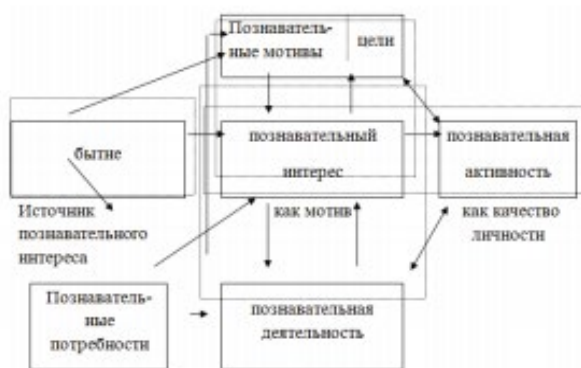 Познаватель-
ные мотивы
цели
бытие
познавательный
интерес
познавательная
активность
Источник
познавательного
интереса
как мотив
как качество
личности
Познаватель-
ные
потребности
познавательная
деятельность